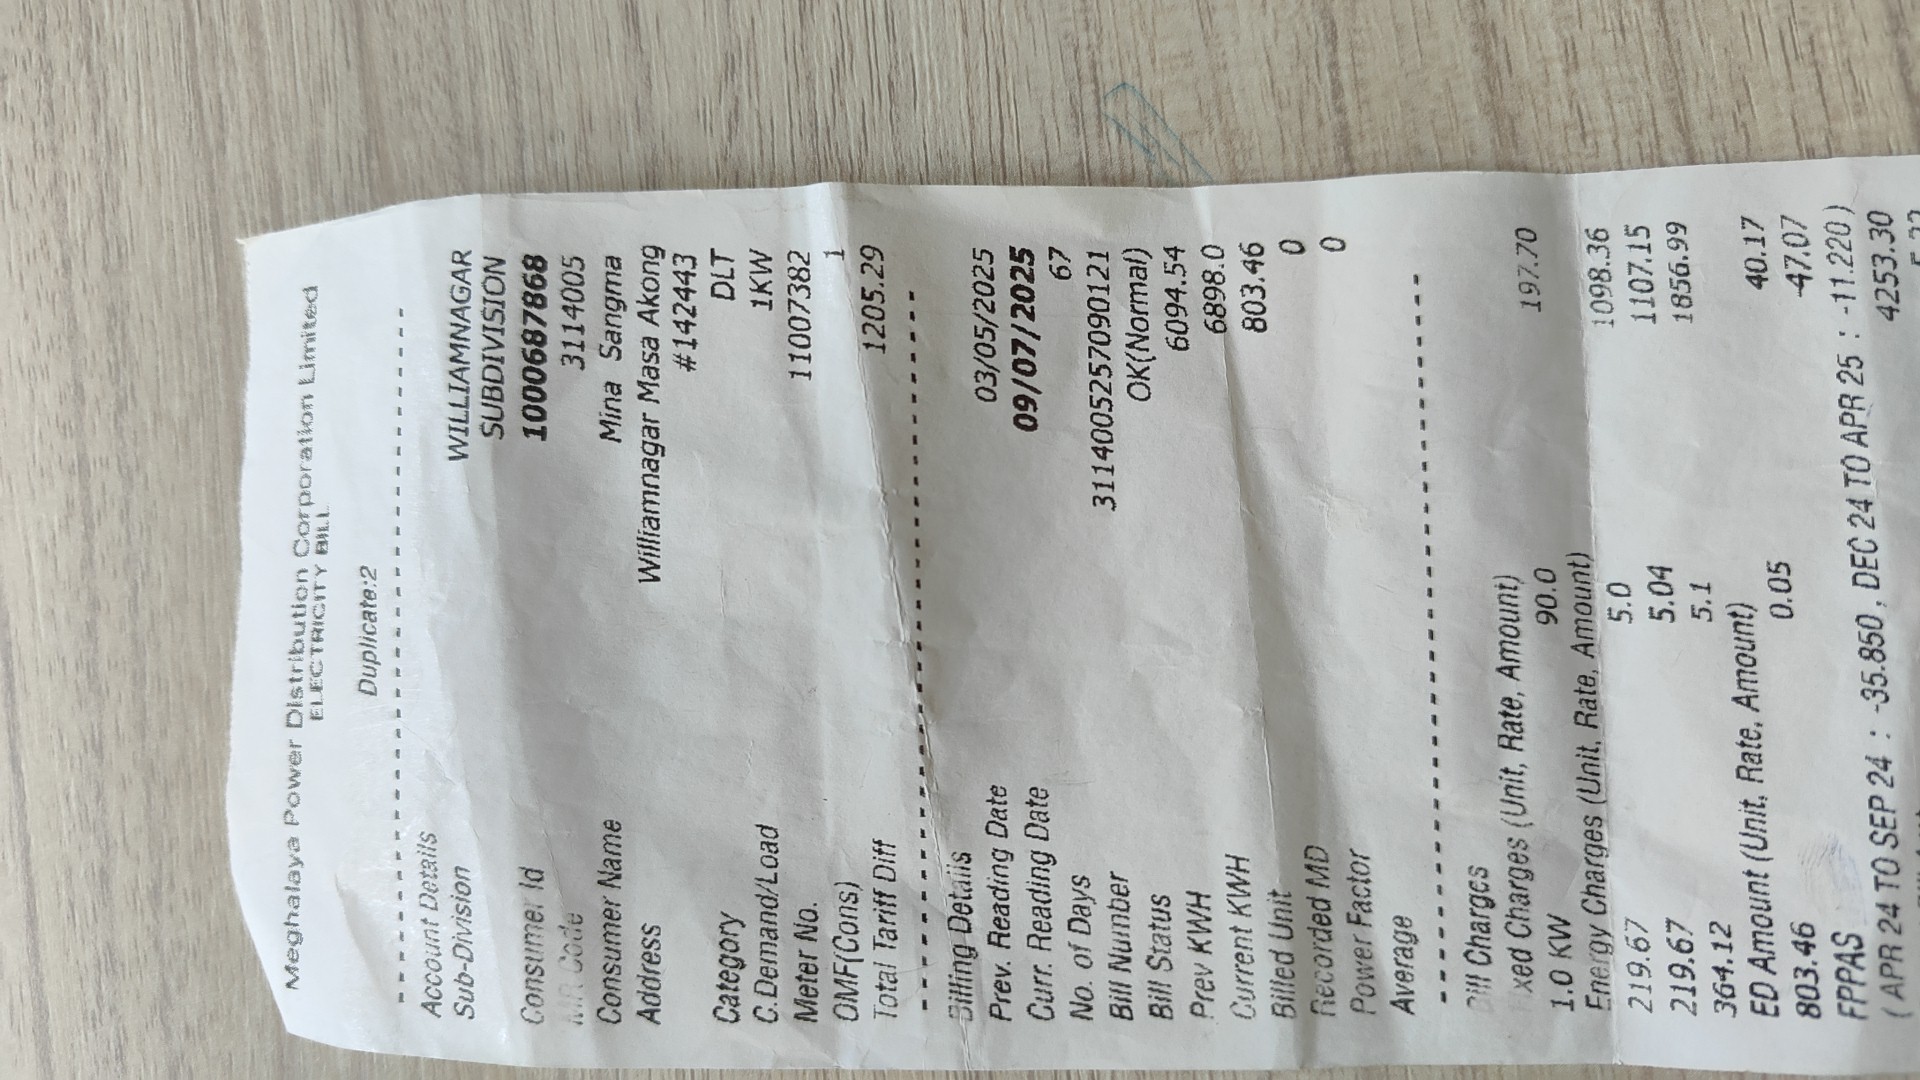 Meghalaya Power Distribution Corporation Limited
ELECTRICITY BILL
Duplicate:2
Account Details
Sub-Division WILLIAMNAGAR
SUBDIVISION
Consumer Id 1000687868
MR Code 3114005
Consumer Name Mina Sangma
Address Williamnagar Masa Akong
#1422443
Category DLT
C.Demand/Load 1KW
Meter No. 11007382
OMF(Cons) 1
Total Tariff Diff 1205.29
Billing Details
Prev. Reading Date 03/05/2025
Curr. Reading Date 09/07/2025
No. of Days 67
Bill Number 311400525709​0121
Bill Status OK(Normal)
Prev KWH 6094.54
Current KWH 6898.0
Billed Unit 803.46
Recorded MD 0
Power Factor 0
Average
Bill Charges
Fixed Charges (Unit, Rate, Amount)
1.0 KW 90.0 197.70
Energy Charges (Unit, Rate, Amount)
219.67 5.0 1098.36
219.67 5.04 1107.15
364.12 5.1 1856.99
ED Amount (Unit, Rate, Amount)
803.46 0.05 40.17
FPPAS -47.07
( APR 24 TO SEP 24 : -35.850, DEC 24 TO APR 25 : -11.220)
4253.30